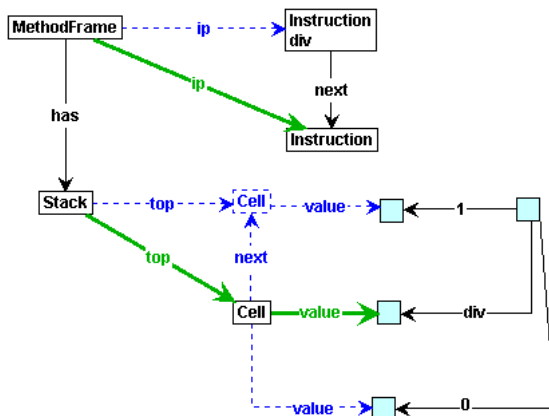 MethodFrame
ip
Instruction
div
ip
next
has
Instruction
Stack
top
Cell
value
1
top
next
Cell
value
div
value
0